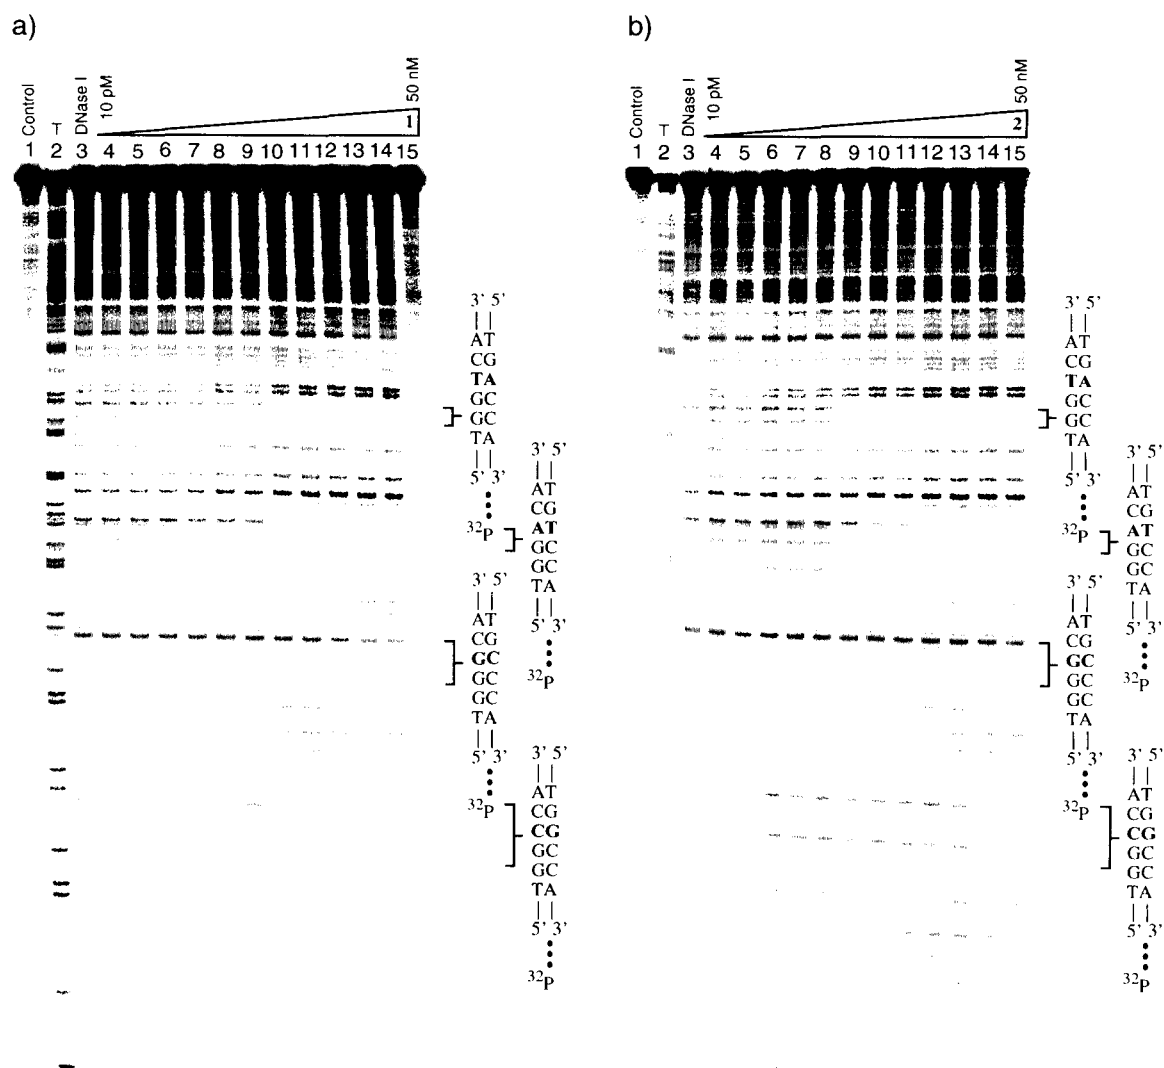 a)
Control
T
DNase I
10 pM
50 nM
1
1 2 3 4 5 6 7 8 9 10 11 12 13 14 15
3' 5'
AT
CG
TA
GC
GC
TA
5' 3'
32P
3' 5'
AT
CG
AT
GC
GC
TA
5' 3'
32P
3' 5'
AT
CG
GC
GC
GC
TA
5' 3'
32P
3' 5'
AT
CG
CG
GC
GC
TA
5' 3'
32P
b)
Control
T
DNase I
10 pM
50 nM
2
1 2 3 4 5 6 7 8 9 10 11 12 13 14 15
3' 5'
AT
CG
TA
GC
GC
TA
5' 3'
32P
3' 5'
AT
CG
AT
GC
GC
TA
5' 3'
32P
3' 5'
AT
CG
GC
GC
GC
TA
5' 3'
32P
3' 5'
AT
CG
CG
GC
GC
TA
5' 3'
32P